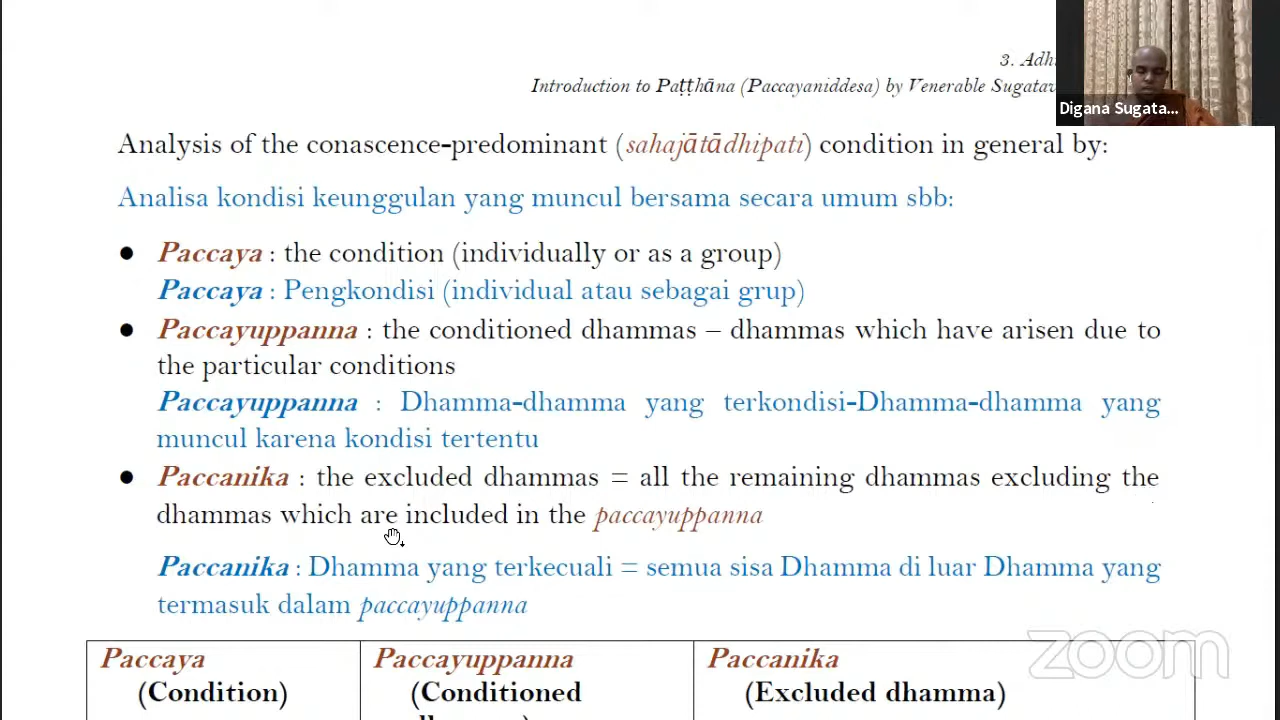 3. Adh
Introduction to Paṭṭhāna (Paccayaniddesa) by Venerable Sugatav
Digana Sugata...
Analysis of the conascence-predominant (sahajātādhipati) condition in general by:
Analisa kondisi keunggulan yang muncul bersama secara umum sbb:
● Paccaya : the condition (individually or as a group)
Paccaya : Pengkondisi (individual atau sebagai grup)
● Paccayuppanna : the conditioned dhammas – dhammas which have arisen due to
the particular conditions
Paccayuppanna : Dhamma-dhamma yang terkondisi-Dhamma-dhamma yang
muncul karena kondisi tertentu
● Paccanika : the excluded dhammas = all the remaining dhammas excluding the
dhammas which are included in the paccayuppanna
Paccanika : Dhamma yang terkecuali = semua sisa Dhamma di luar Dhamma yang
termasuk dalam paccayuppanna
Paccaya Paccayuppanna Paccanika
(Condition) (Conditioned (Excluded dhamma)
zoom